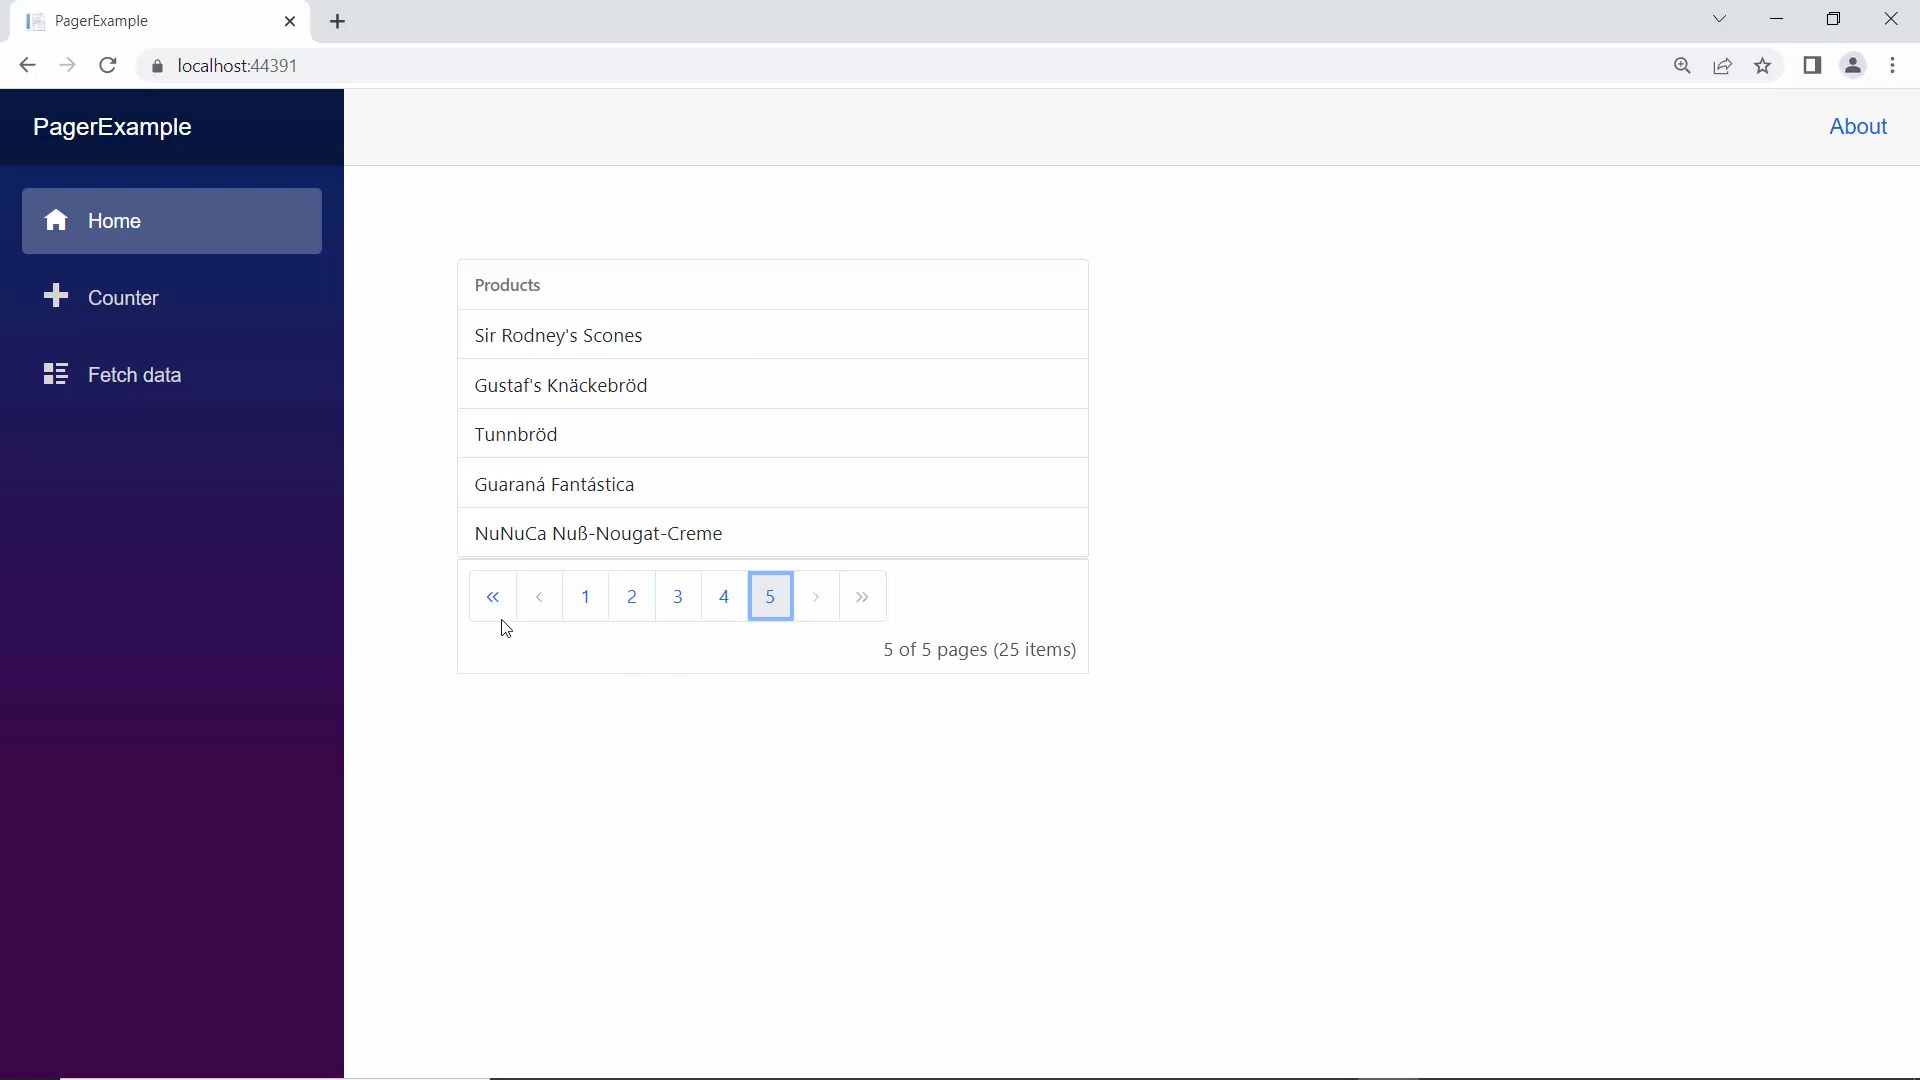 PagerExample
localhost:44391
PagerExample
About
Home
Counter
Fetch data
Products
Sir Rodney's Scones
Gustaf's Knäckebröd
Tunnbröd
Guaraná Fantástica
NuNuCa Nuß-Nougat-Creme
« ‹ 1 2 3 4 5 › »
5 of 5 pages (25 items)